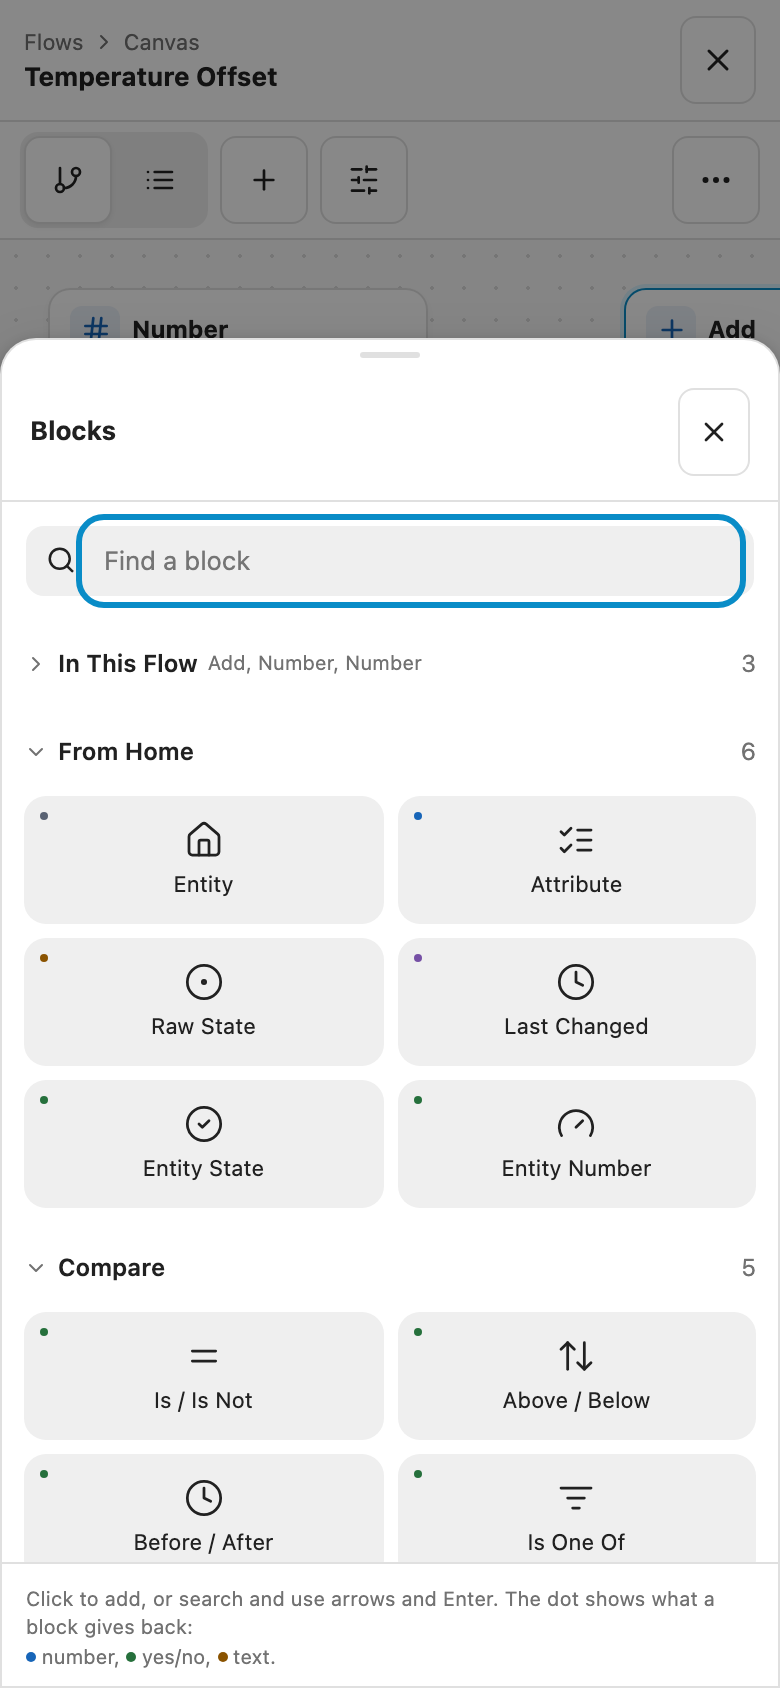 Flows > Canvas
Temperature Offset
Number
Add
Blocks
Find a block
In This Flow Add, Number, Number 3
From Home 6
Entity
Attribute
Raw State
Last Changed
Entity State
Entity Number
Compare 5
Is / Is Not
Above / Below
Before / After
Is One Of
Click to add, or search and use arrows and Enter. The dot shows what a
block gives back:
number, yes/no, text.